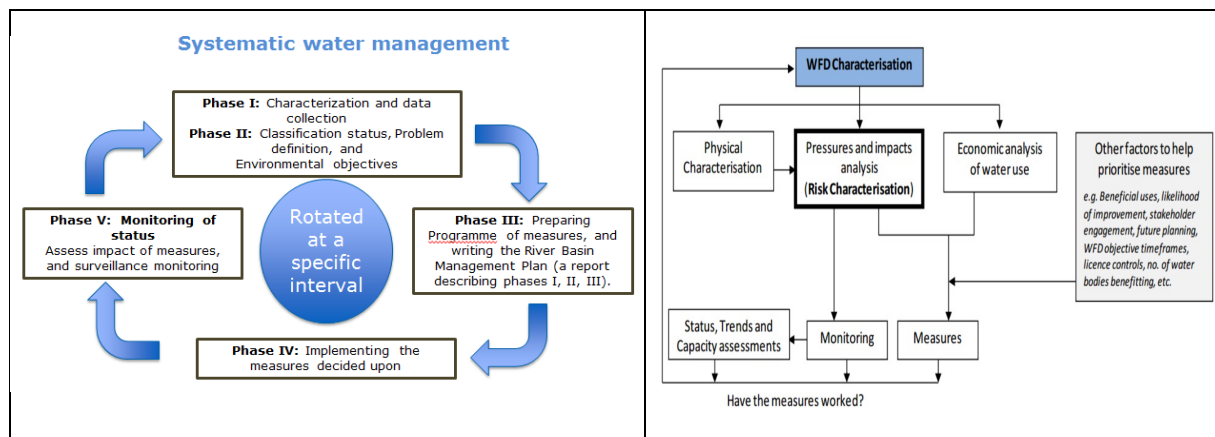 Systematic water management
Phase I: Characterization and data
collection
Phase II: Classification status, Problem
definition, and
Environmental objectives
Phase V: Monitoring of
status
Assess impact of measures,
and surveillance monitoring
Rotated
at a
specific
interval
Phase III: Preparing
Programme of measures, and
writing the River Basin
Management Plan (a report
describing phases I, II, III).
Phase IV: Implementing the
measures decided upon
WFD Characterisation
Physical
Characterisation
Pressures and impacts
analysis
(Risk Characterisation)
Economic analysis
of water use
Other factors to help
prioritise measures
e.g. Beneficial uses, likelihood
of improvement, stakeholder
engagement, future planning,
WFD objective timeframes,
licence controls, no. of water
bodies benefitting, etc.
Status, Trends and
Capacity assessments
Monitoring
Measures
Have the measures worked?